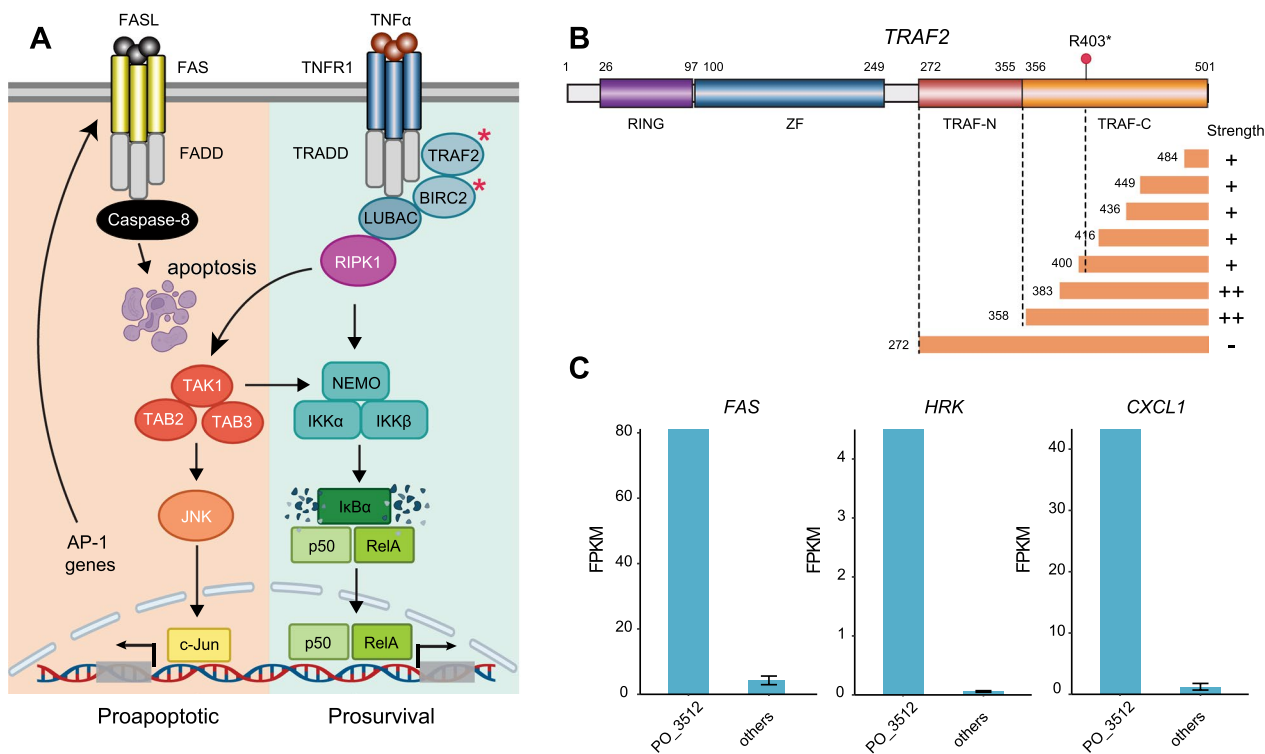 A
FASL
TNFα
FAS
TNFR1
FADD
TRADD
TRAF2
*
BIRC2
*
LUBAC
Caspase-8
RIPK1
apoptosis
TAK1
TAB2
TAB3
NEMO
IKKα
IKKβ
JNK
IκBα
p50
RelA
AP-1
genes
c-Jun
p50
RelA
Proapoptotic
Prosurvival
B
TRAF2
R403*
1
26
97
100
249
272
355
356
501
RING
ZF
TRAF-N
TRAF-C
Strength
484
+
449
+
436
+
416
+
400
+
383
++
358
++
272
-
C
FAS
FPKM
80
60
40
20
0
PO_3512
others
HRK
FPKM
4
3
2
1
0
PO_3512
others
CXCL1
FPKM
40
30
20
10
0
PO_3512
others